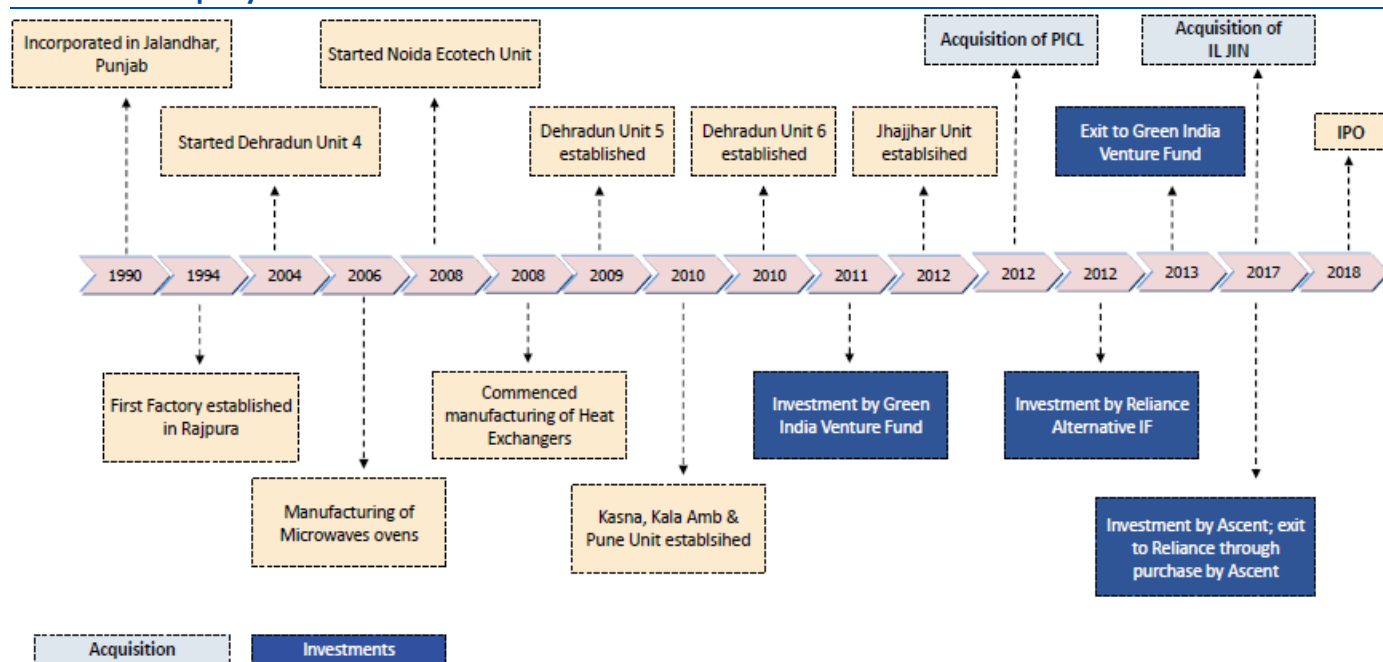 Incorporated in Jalandhar,
Punjab
Started Noida Ecotech Unit
Acquisition of PICL
Acquisition of
IL JIN
Started Dehradun Unit 4
Dehradun Unit 5
established
Dehradun Unit 6
established
Jhajjhar Unit
establsihed
Exit to Green India
Venture Fund
IPO
1990
1994
2004
2006
2008
2008
2009
2010
2010
2011
2012
2012
2012
2013
2017
2018
First Factory established
in Rajpura
Commenced
manufacturing of Heat
Exchangers
Investment by Green
India Venture Fund
Investment by Reliance
Alternative IF
Manufacturing of
Microwaves ovens
Kasna, Kala Amb &
Pune Unit establsihed
Investment by Ascent; exit
to Reliance through
purchase by Ascent
Acquisition
Investments